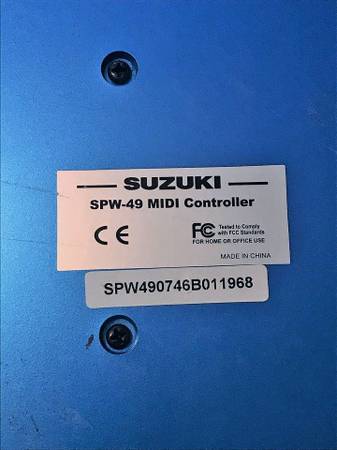 SUZUKI
SPW-49 MIDI Controller
CE FC Tested to Comply
with FCC Standards
FOR HOME OR OFFICE USE
MADE IN CHINA
SPW490746B011968